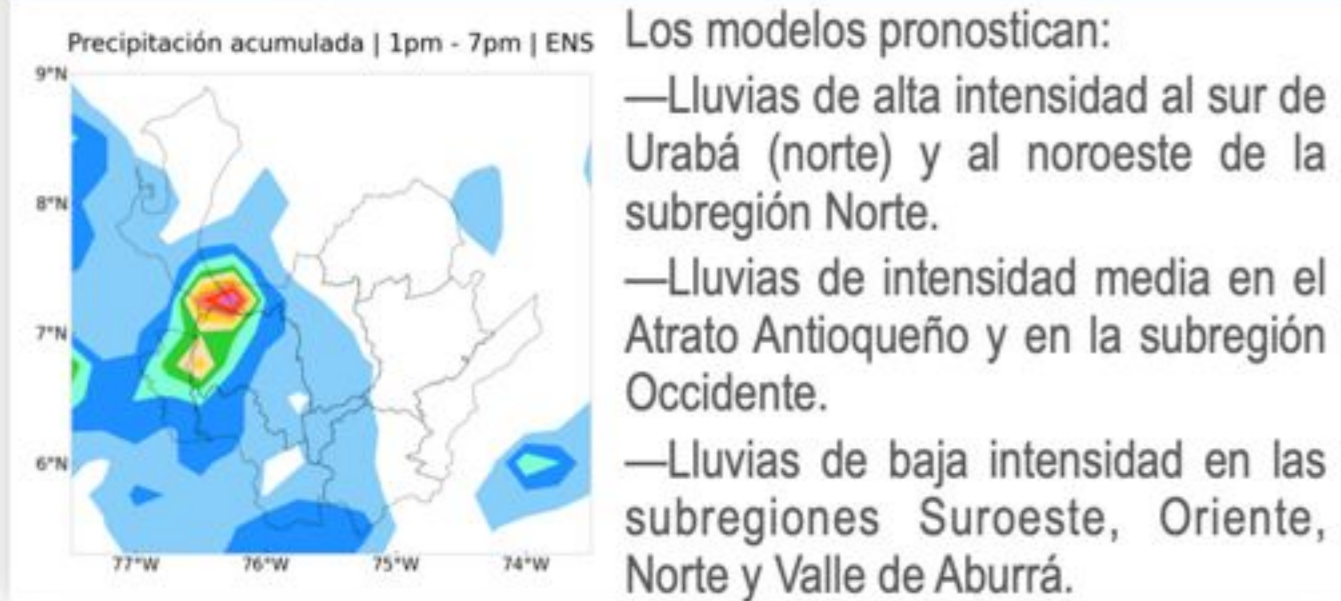 Precipitación acumulada | 1pm - 7pm | ENS
9°N
8°N
7°N
6°N
77°W
76°W
75°W
74°W
Los modelos pronostican:
—Lluvias de alta intensidad al sur de
Urabá (norte) y al noroeste de la
subregión Norte.
—Lluvias de intensidad media en el
Atrato Antioqueño y en la subregión
Occidente.
—Lluvias de baja intensidad en las
subregiones Suroeste, Oriente,
Norte y Valle de Aburrá.